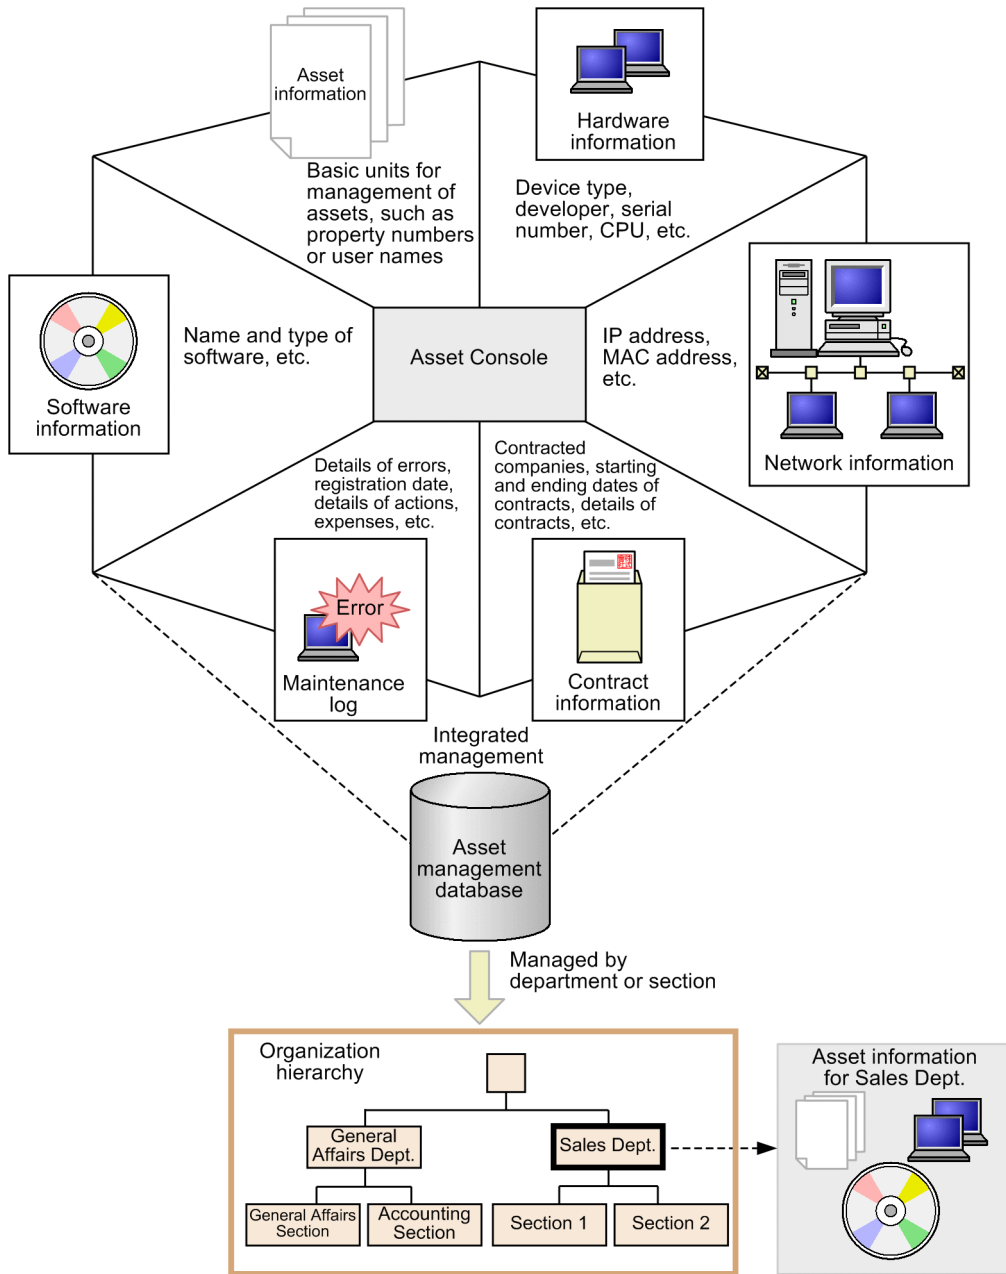 Asset
information
Hardware
information
Basic units for
management of
assets, such as
property numbers
or user names
Device type,
developer, serial
number, CPU, etc.
Software
information
Name and type of
software, etc.
Asset Console
IP address,
MAC address,
etc.
Network information
Details of errors,
registration date,
details of actions,
expenses, etc.
Contracted
companies, starting
and ending dates of
contracts, details of
contracts, etc.
Error
Maintenance
log
Contract
information
Integrated
management
Asset
management
database
Managed by
department or section
Organization
hierarchy
General
Affairs Dept.
Sales Dept.
General Affairs
Section
Accounting
Section
Section 1
Section 2
Asset information
for Sales Dept.